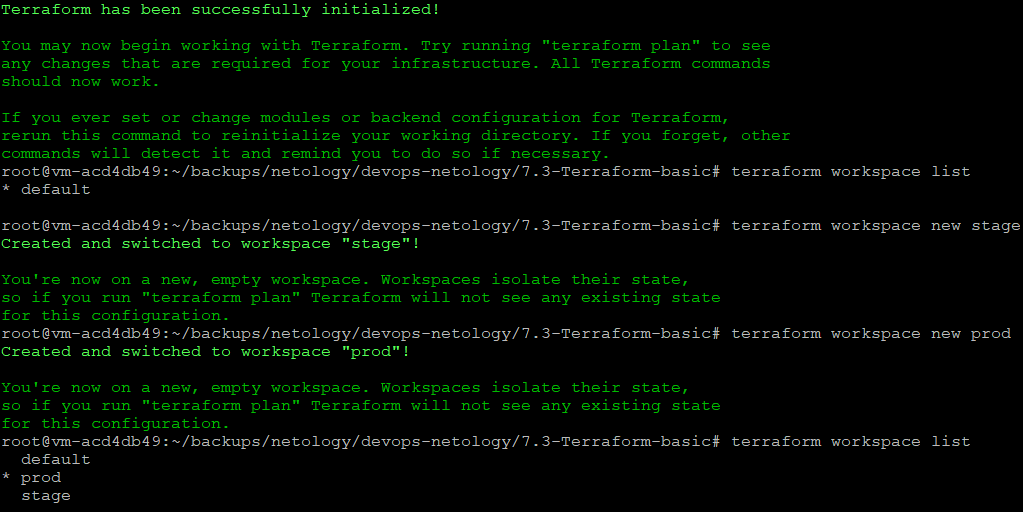 Terraform has been successfully initialized!

You may now begin working with Terraform. Try running "terraform plan" to see
any changes that are required for your infrastructure. All Terraform commands
should now work.

If you ever set or change modules or backend configuration for Terraform,
rerun this command to reinitialize your working directory. If you forget, other
commands will detect it and remind you to do so if necessary.
root@vm-acd4db49:~/backups/netology/devops-netology/7.3-Terraform-basic# terraform workspace list
* default

root@vm-acd4db49:~/backups/netology/devops-netology/7.3-Terraform-basic# terraform workspace new stage
Created and switched to workspace "stage"!

You're now on a new, empty workspace. Workspaces isolate their state,
so if you run "terraform plan" Terraform will not see any existing state
for this configuration.
root@vm-acd4db49:~/backups/netology/devops-netology/7.3-Terraform-basic# terraform workspace new prod
Created and switched to workspace "prod"!

You're now on a new, empty workspace. Workspaces isolate their state,
so if you run "terraform plan" Terraform will not see any existing state
for this configuration.
root@vm-acd4db49:~/backups/netology/devops-netology/7.3-Terraform-basic# terraform workspace list
  default
* prod
  stage